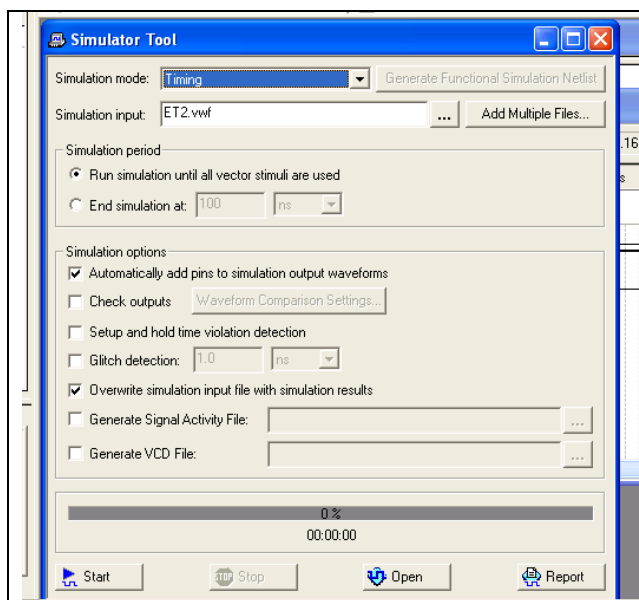 Simulator Tool
Simulation mode: Timing Generate Functional Simulation Netlist
Simulation input: ET2.vwf ... Add Multiple Files...
.16
s
Simulation period
Run simulation until all vector stimuli are used
End simulation at: 100 ns
Simulation options
Automatically add pins to simulation output waveforms
Check outputs Waveform Comparison Settings...
Setup and hold time violation detection
Glitch detection: 1.0 ns
Overwrite simulation input file with simulation results
Generate Signal Activity File: ...
Generate VCD File: ...
0 %
00:00:00
Start STOP Stop Open Report